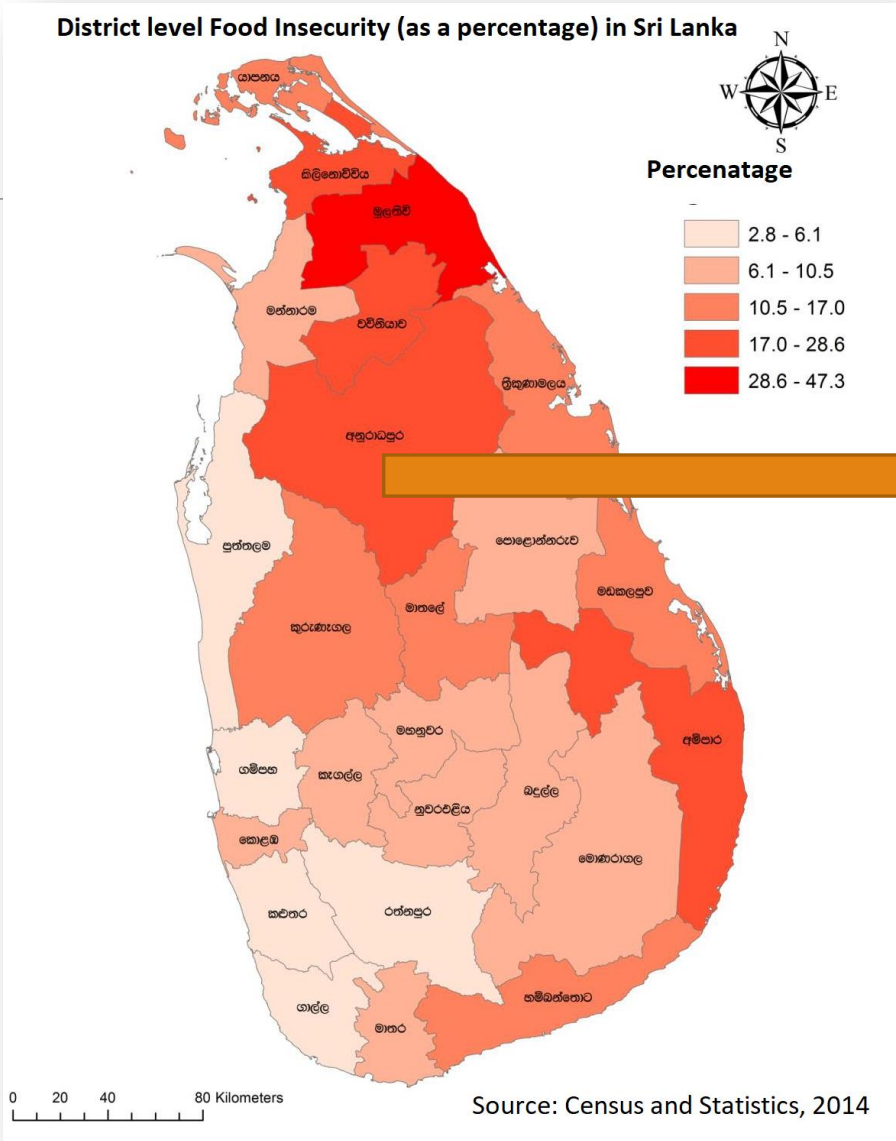 District level Food Insecurity (as a percentage) in Sri Lanka
N
W E
S
Percenatage
2.8 - 6.1
6.1 - 10.5
10.5 - 17.0
17.0 - 28.6
28.6 - 47.3
යාපනය
කිලිනොච්චිය
මුලතිව්
මන්නාරම
වව්නියාව
ත්‍රිකුණාමලය
අනුරාධපුර
පුත්තලම
පොළොන්නරුව
මඩකලපුව
මාතලේ
කුරුණෑගල
මහනුවර
අම්පාර
ගම්පහ
කෑගල්ල
නුවරඑළිය
බදුල්ල
කොළඹ
මොණරාගල
කළුතර
රත්නපුර
හම්බන්තොට
ගාල්ල
මාතර
0 20 40 80 Kilometers
Source: Census and Statistics, 2014